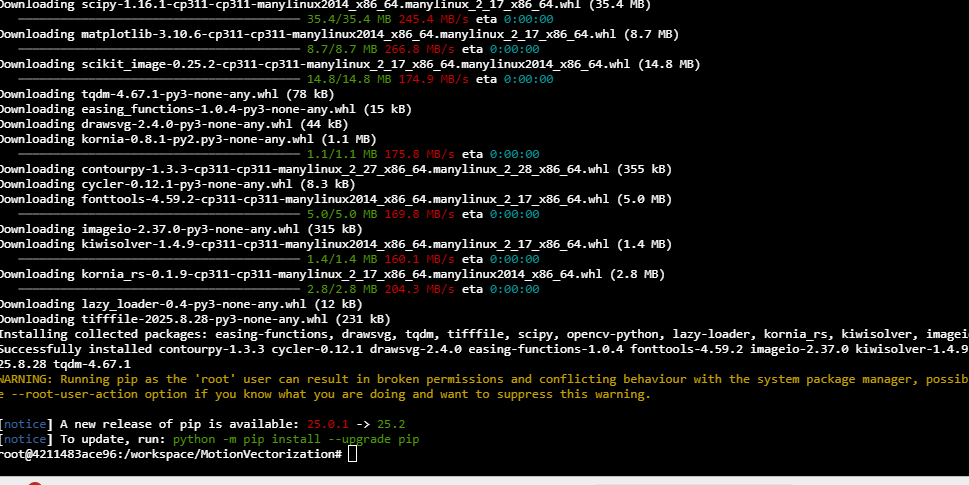 Downloading scipy-1.16.1-cp311-cp311-manylinux2014_x86_64.manylinux_2_17_x86_64.whl (35.4 MB)
35.4/35.4 MB 245.4 MB/s eta 0:00:00
Downloading matplotlib-3.10.6-cp311-cp311-manylinux2014_x86_64.manylinux_2_17_x86_64.whl (8.7 MB)
8.7/8.7 MB 266.8 MB/s eta 0:00:00
Downloading scikit_image-0.25.2-cp311-cp311-manylinux_2_17_x86_64.manylinux2014_x86_64.whl (14.8 MB)
14.8/14.8 MB 174.9 MB/s eta 0:00:00
Downloading tqdm-4.67.1-py3-none-any.whl (78 kB)
Downloading easing_functions-1.0.4-py3-none-any.whl (15 kB)
Downloading drawsvg-2.4.0-py3-none-any.whl (44 kB)
Downloading kornia-0.8.1-py2.py3-none-any.whl (1.1 MB)
1.1/1.1 MB 175.8 MB/s eta 0:00:00
Downloading contourpy-1.3.3-cp311-cp311-manylinux_2_27_x86_64.manylinux_2_28_x86_64.whl (355 kB)
Downloading cycler-0.12.1-py3-none-any.whl (8.3 kB)
Downloading fonttools-4.59.2-cp311-cp311-manylinux2014_x86_64.manylinux_2_17_x86_64.whl (5.0 MB)
5.0/5.0 MB 169.8 MB/s eta 0:00:00
Downloading imageio-2.37.0-py3-none-any.whl (315 kB)
Downloading kiwisolver-1.4.9-cp311-cp311-manylinux2014_x86_64.manylinux_2_17_x86_64.whl (1.4 MB)
1.4/1.4 MB 160.1 MB/s eta 0:00:00
Downloading kornia_rs-0.1.9-cp311-cp311-manylinux_2_17_x86_64.manylinux2014_x86_64.whl (2.8 MB)
2.8/2.8 MB 204.3 MB/s eta 0:00:00
Downloading lazy_loader-0.4-py3-none-any.whl (12 kB)
Downloading tifffile-2025.8.28-py3-none-any.whl (231 kB)
Installing collected packages: easing-functions, drawsvg, tqdm, tifffile, scipy, opencv-python, lazy-loader, kornia_rs, kiwisolver, imagei
Successfully installed contourpy-1.3.3 cycler-0.12.1 drawsvg-2.4.0 easing-functions-1.0.4 fonttools-4.59.2 imageio-2.37.0 kiwisolver-1.4.9
25.8.28 tqdm-4.67.1
WARNING: Running pip as the 'root' user can result in broken permissions and conflicting behaviour with the system package manager, possib
e --root-user-action option if you know what you are doing and want to suppress this warning.
[notice] A new release of pip is available: 25.0.1 -> 25.2
[notice] To update, run: python -m pip install --upgrade pip
root@4211483ace96:/workspace/MotionVectorization#